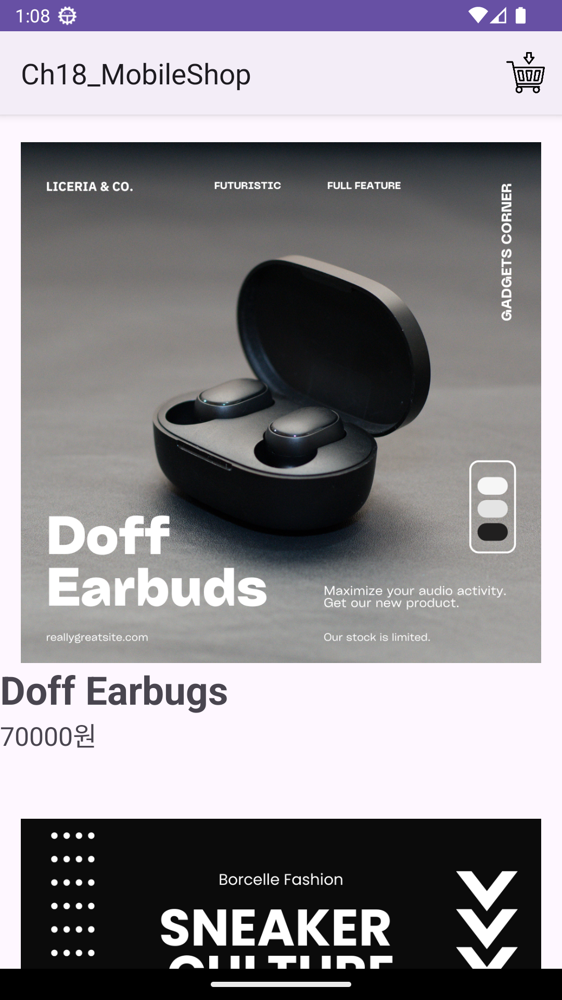 1:08
Ch18_MobileShop
LICERIA & CO.
FUTURISTIC
FULL FEATURE
GADGETS CORNER
Doff
Earbuds
Maximize your audio activity.
Get our new product.
reallygreatsite.com
Our stock is limited.
Doff Earbugs
70000원
Borcelle Fashion
SNEAKER
CULTURE